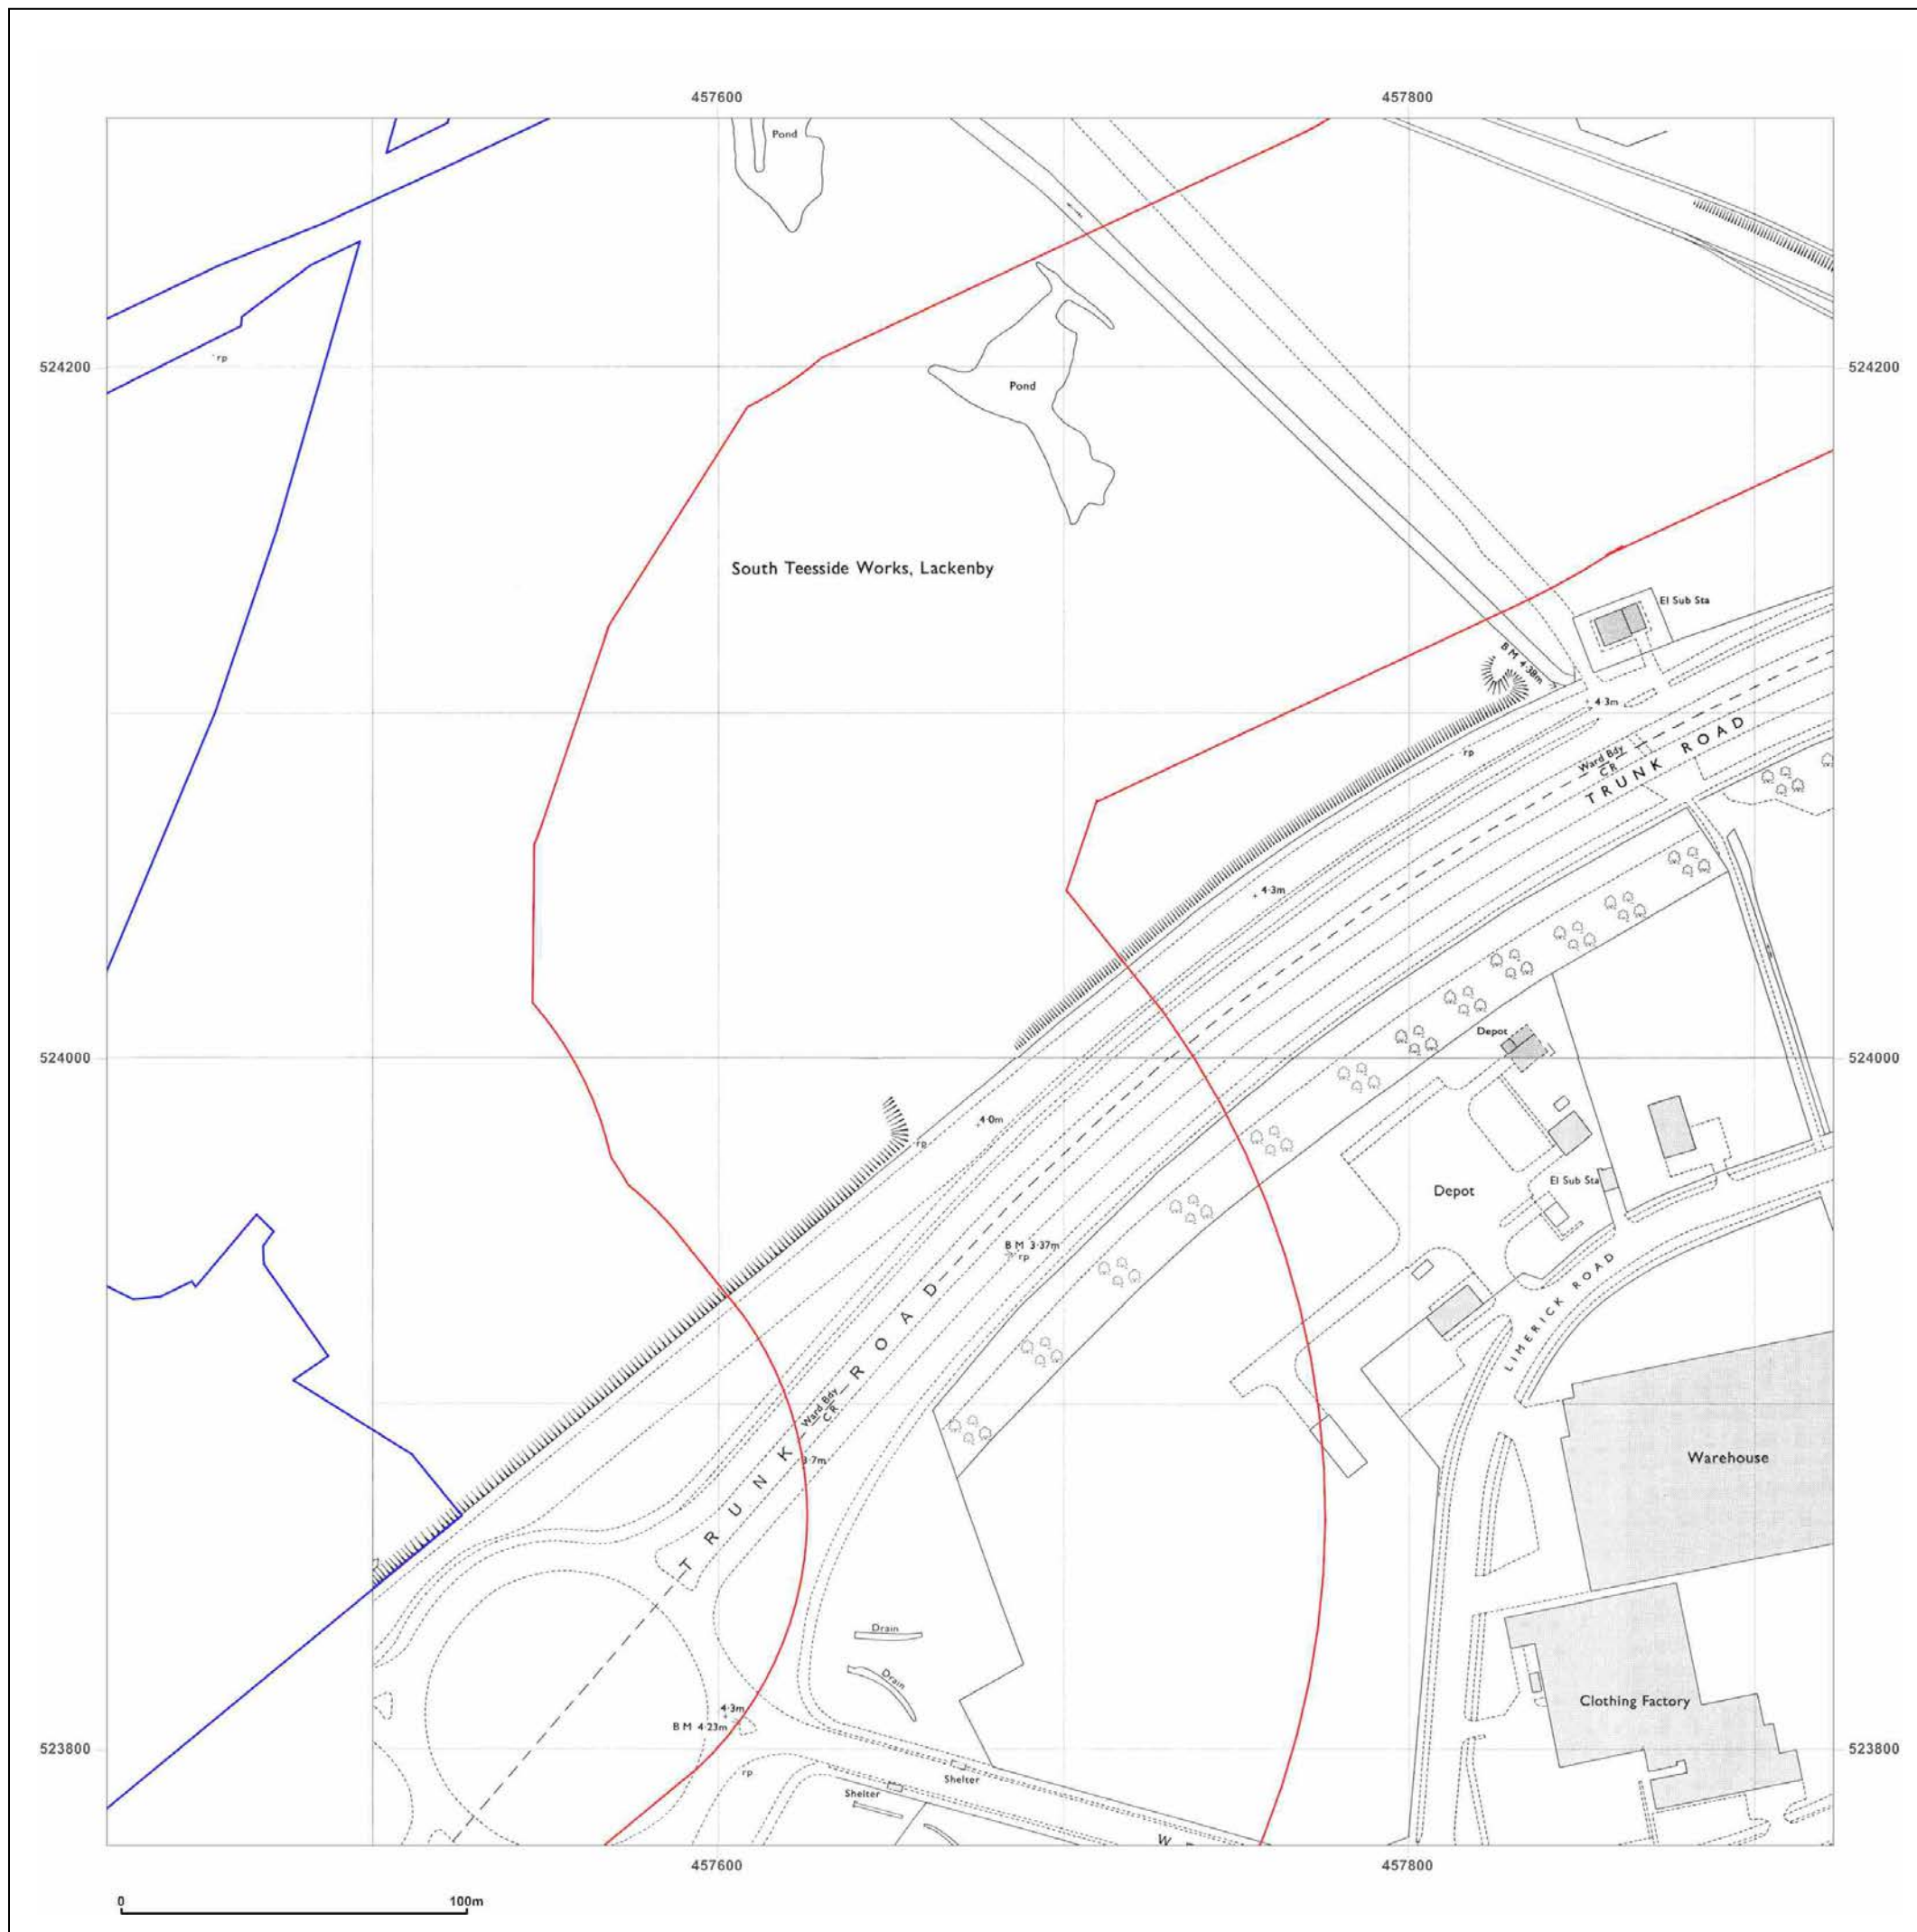 457600
457800
Pond
rp
524200
524200
Pond
South Teesside Works, Lackenby
El Sub Sta
B M 4·38m
4·3m
rp
Ward Bdy
C R
TRUNK ROAD
4·3m
Depot
524000
524000
4·0m
rp
Depot
El Sub Sta
B M 3·37m
rp
LIMERICK ROAD
Ward Bdy
C R
TRUNK ROAD
3·7m
Warehouse
Drain
Drain
Clothing Factory
4·3m
B M 4·23m
523800
523800
rp
Shelter
Shelter
W
457600
457800
0
100m